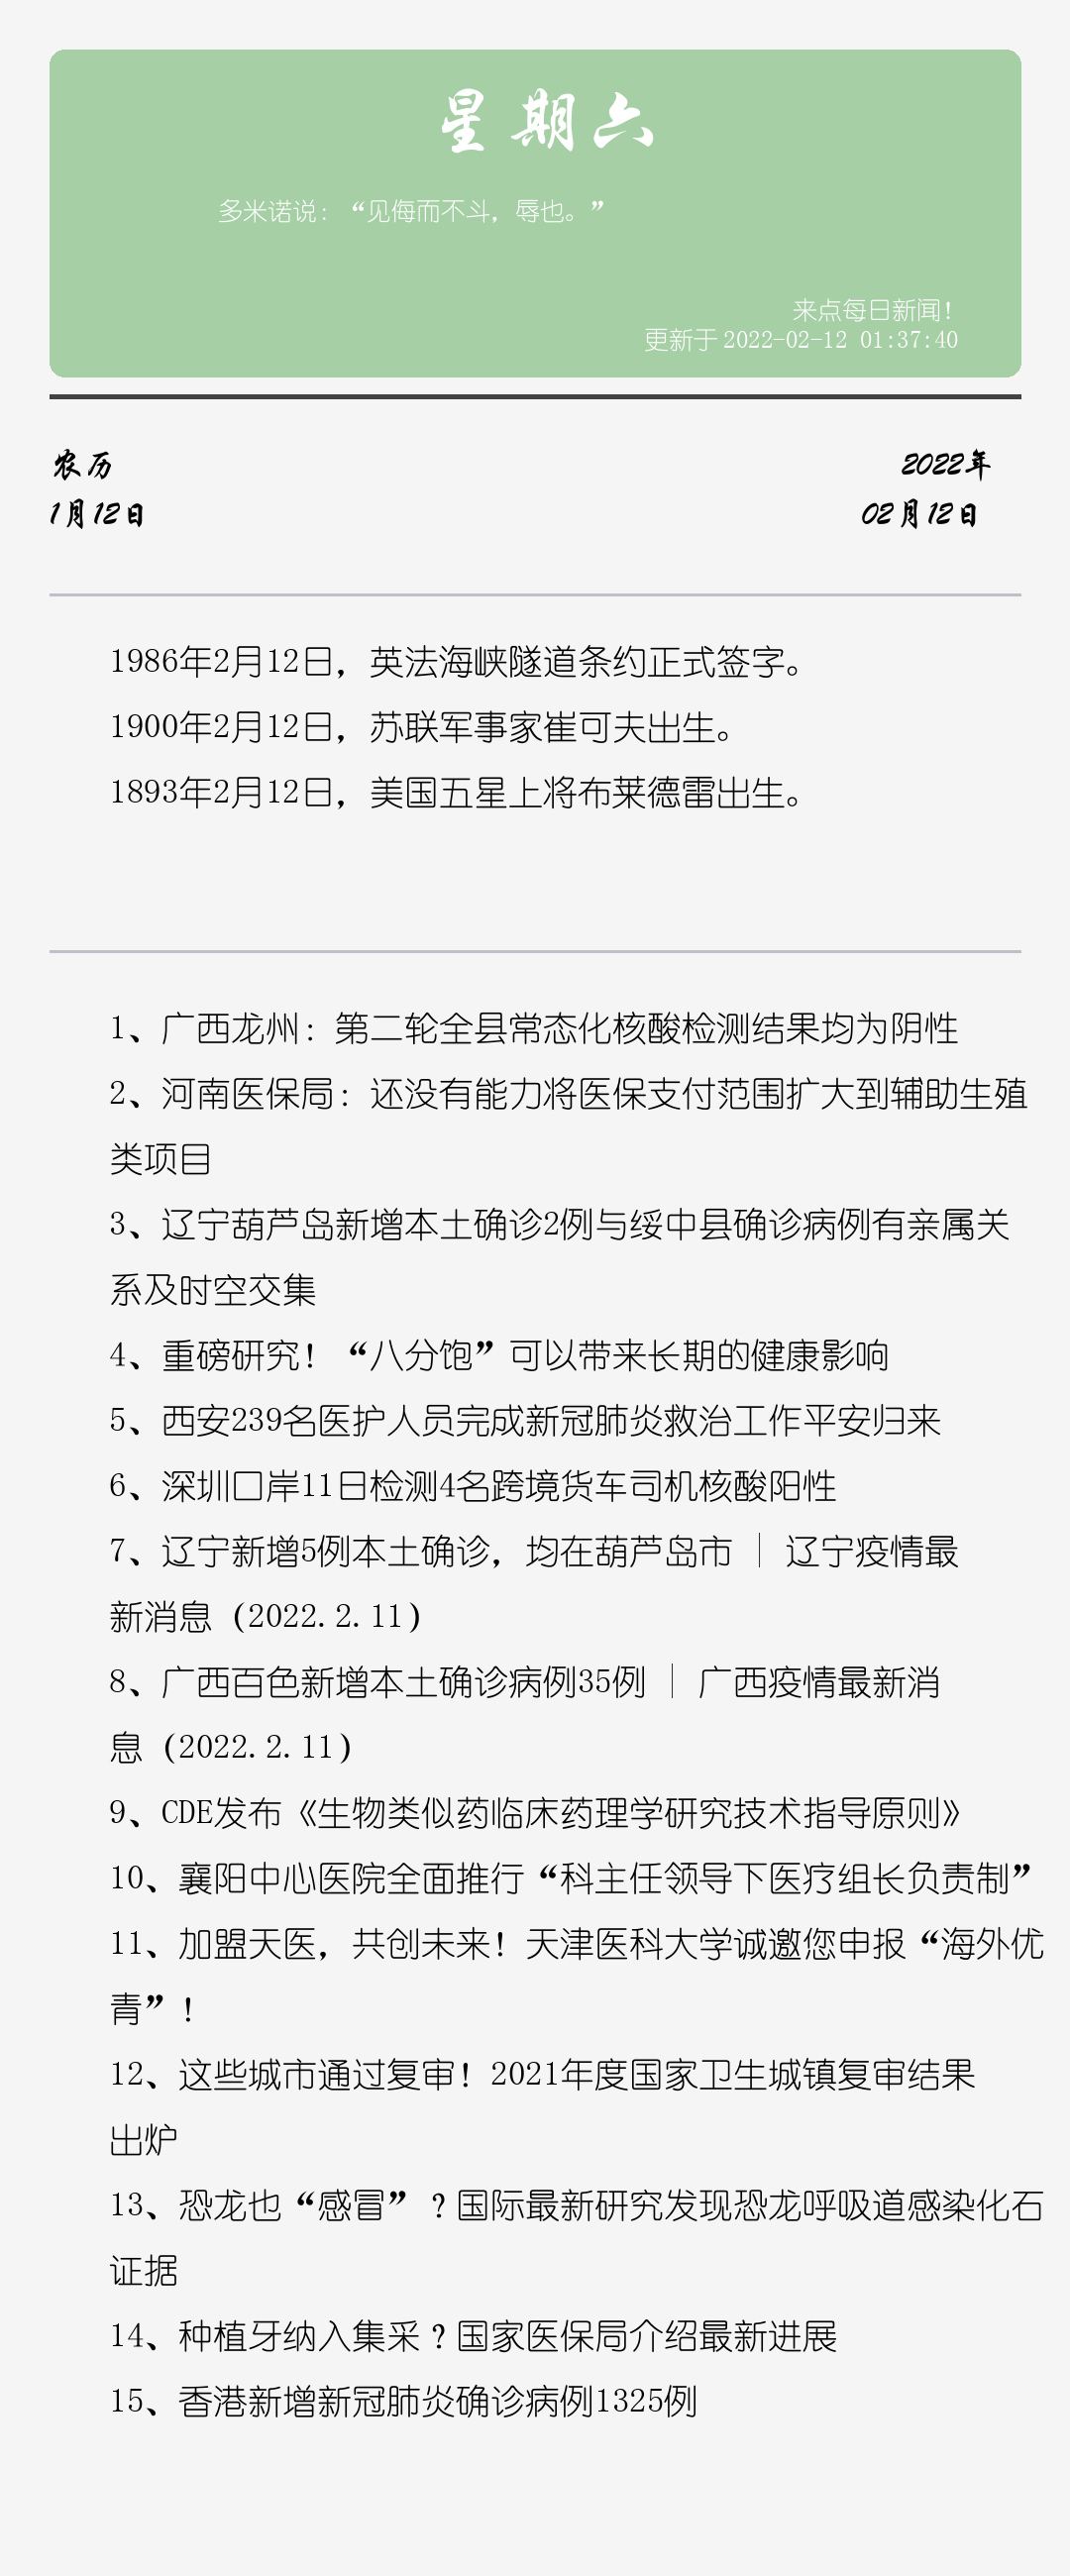 星期六
多米诺说：“见侮而不斗，辱也。”
来点每日新闻！
更新于 2022-02-12 01:37:40
农历
2022年
1月12日
02月12日
1986年2月12日，英法海峡隧道条约正式签字。
1900年2月12日，苏联军事家崔可夫出生。
1893年2月12日，美国五星上将布莱德雷出生。
1、广西龙州：第二轮全县常态化核酸检测结果均为阴性
2、河南医保局：还没有能力将医保支付范围扩大到辅助生殖
类项目
3、辽宁葫芦岛新增本土确诊2例与绥中县确诊病例有亲属关
系及时空交集
4、重磅研究！“八分饱”可以带来长期的健康影响
5、西安239名医护人员完成新冠肺炎救治工作平安归来
6、深圳口岸11日检测4名跨境货车司机核酸阳性
7、辽宁新增5例本土确诊，均在葫芦岛市｜辽宁疫情最
新消息（2022.2.11）
8、广西百色新增本土确诊病例35例｜广西疫情最新消
息（2022.2.11）
9、CDE发布《生物类似药临床药理学研究技术指导原则》
10、襄阳中心医院全面推行“科主任领导下医疗组长负责制”
11、加盟天医，共创未来！天津医科大学诚邀您申报“海外优
青”！
12、这些城市通过复审！2021年度国家卫生城镇复审结果
出炉
13、恐龙也“感冒”？国际最新研究发现恐龙呼吸道感染化石
证据
14、种植牙纳入集采？国家医保局介绍最新进展
15、香港新增新冠肺炎确诊病例1325例